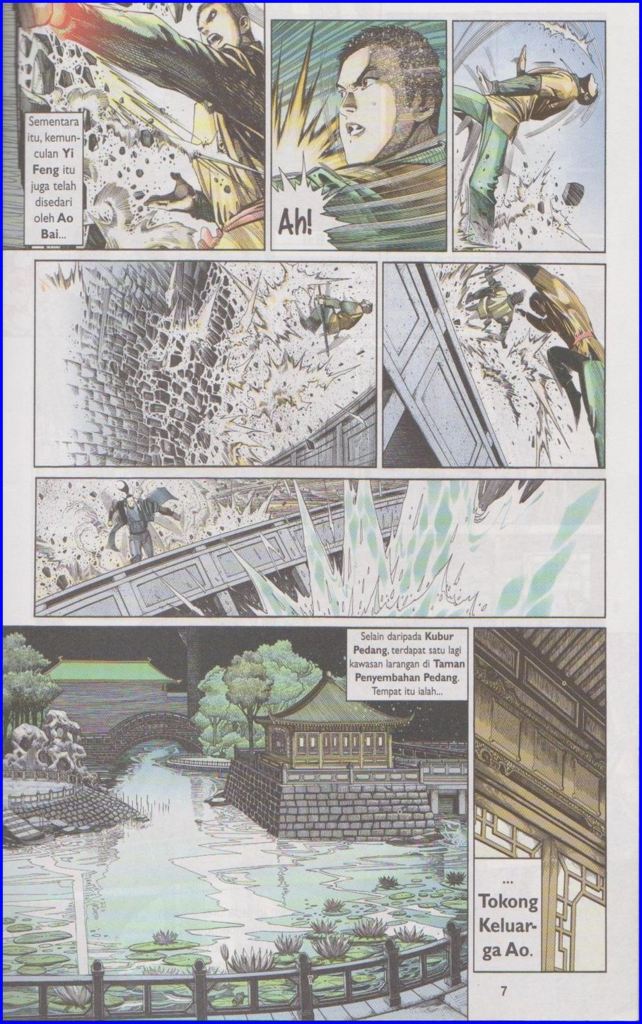 Sementara
itu, kemun-
culan Yi
Feng itu
juga telah
disedari
oleh Ao
Bai...
Ah!
Selain daripada Kubur
Pedang, terdapat satu lagi
kawasan larangan di Taman
Penyembahan Pedang.
Tempat itu ialah...
...
Tokong
Keluar-
ga Ao.
7